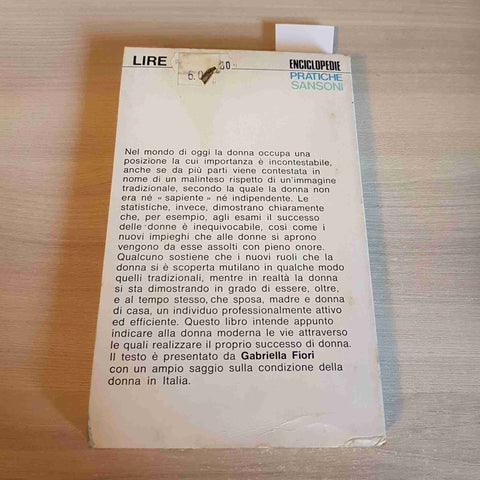 LIRE
ENCICLOPEDIE
PRATICHE
SANSONI
Nel mondo di oggi la donna occupa una
posizione la cui importanza è incontestabile,
anche se da più parti viene contestata in
nome di un malinteso rispetto di un'immagine
tradizionale, secondo la quale la donna non
era né « sapiente » né indipendente. Le
statistiche, invece, dimostrano chiaramente
che, per esempio, agli esami il successo
delle donne è inequivocabile, così come i
nuovi impieghi che alle donne si aprono
vengono da esse assolti con pieno onore.
Qualcuno sostiene che i nuovi ruoli che la
donna si è scoperta mutilano in qualche modo
quelli tradizionali, mentre in realtà la donna
si sta dimostrando in grado di essere, oltre,
e al tempo stesso, che sposa, madre e donna
di casa, un individuo professionalmente attivo
ed efficiente. Questo libro intende appunto
indicare alla donna moderna le vie attraverso
le quali realizzare il proprio successo di donna.
Il testo è presentato da Gabriella Fiori
con un ampio saggio sulla condizione della
donna in Italia.